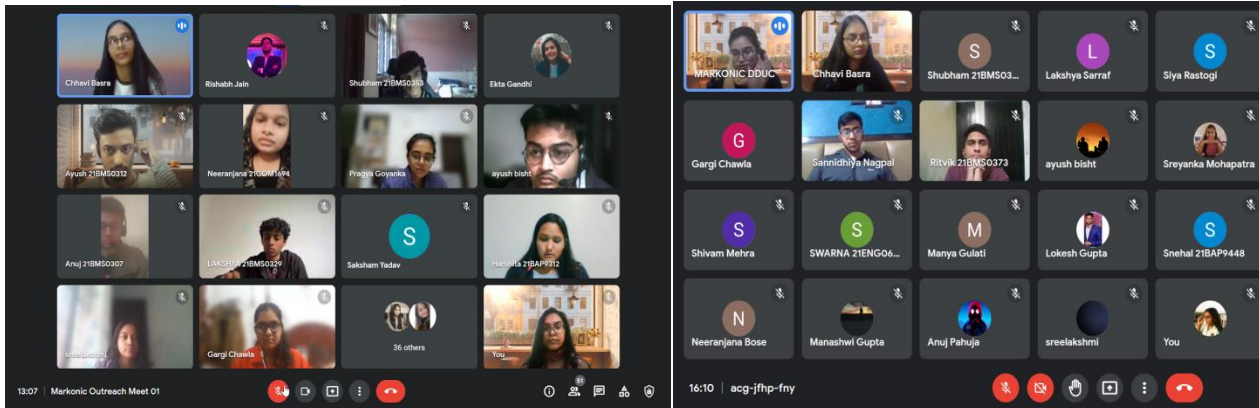 Chhavi Basra
Rishabh Jain
Shubham 21BMS0353
Ekta Gandhi
Ayush 21BMS0312
Neeranjana 21COM1694
Pragya Goyanka
ayush bisht
Anuj 21BMS0307
LAKSHYA 21BMS0329
S
Saksham Yadav
Harshita 21BAP9312
sreelakshmi
Gargi Chawla
36 others
You
13:07 | Markonic Outreach Meet 01
51
MARKONIC DDUC
Chhavi Basra
S
Shubham 21BMS03...
L
Lakshya Sarraf
S
Siya Rastogi
G
Gargi Chawla
Sannidhiya Nagpal
Ritvik 21BMS0373
ayush bisht
Sreyanka Mohapatra
S
Shivam Mehra
S
SWARNA 21ENG06...
M
Manya Gulati
Lokesh Gupta
S
Snehal 21BAP9448
N
Neeranjana Bose
Manashwi Gupta
Anuj Pahuja
sreelakshmi
You
16:10 | acg-jfhp-fny